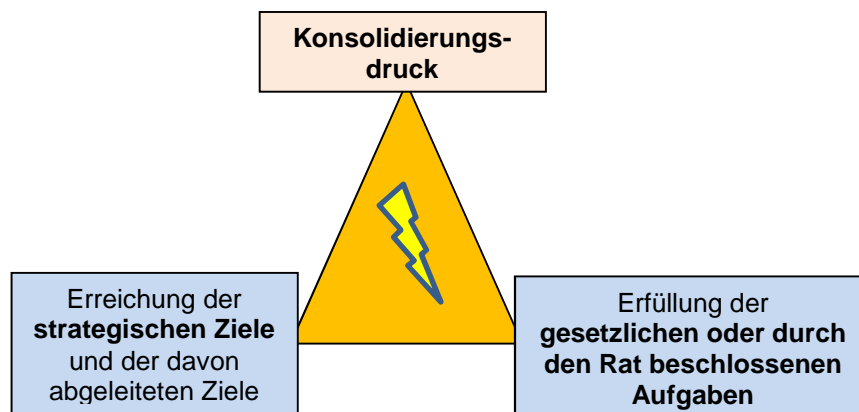 Konsolidierungs-
druck
Erreichung der
strategischen Ziele
und der davon
abgeleiteten Ziele
Erfüllung der
gesetzlichen oder durch
den Rat beschlossenen
Aufgaben